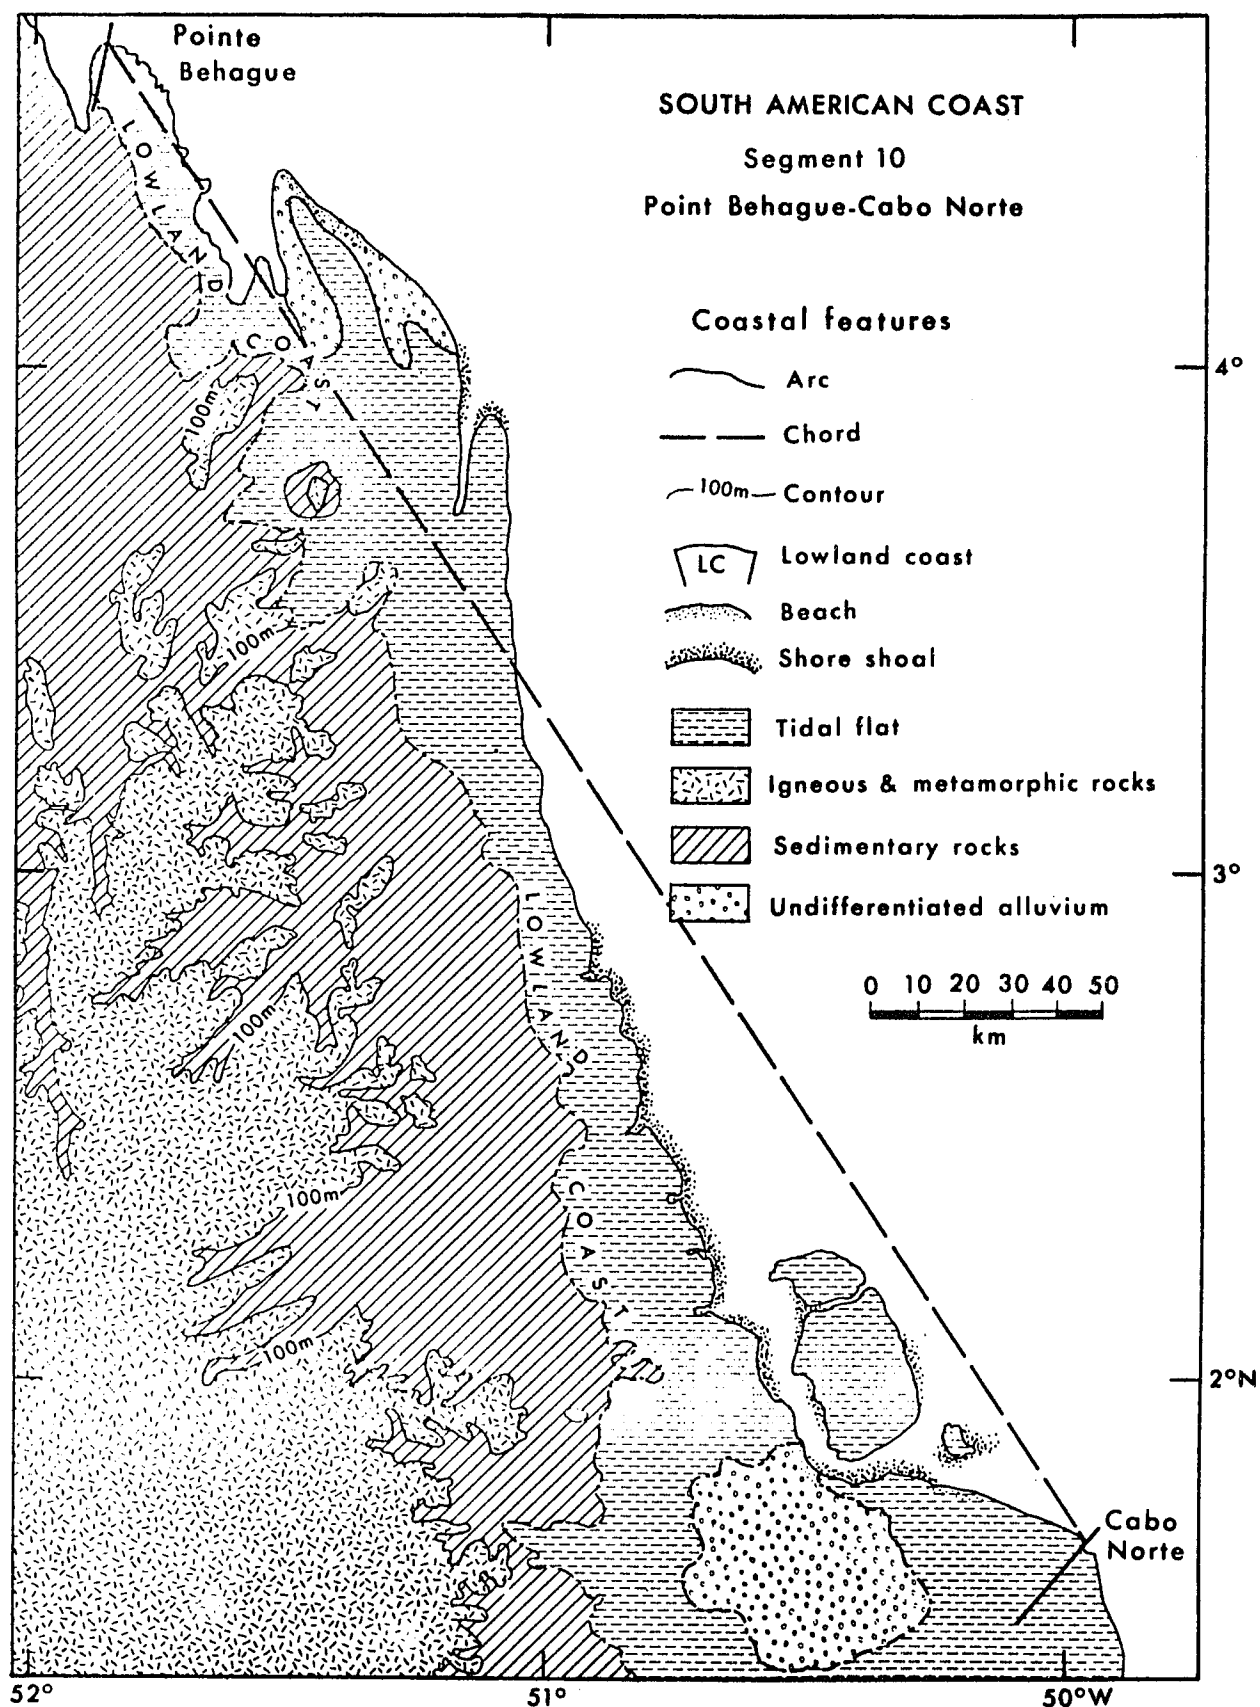 Pointe
Behague
SOUTH AMERICAN COAST
Segment 10
Point Behague-Cabo Norte
LOWLAND
COAST
Coastal features
Arc
Chord
100m Contour
LC Lowland coast
Beach
Shore shoal
Tidal flat
Igneous & metamorphic rocks
Sedimentary rocks
Undifferentiated alluvium
0 10 20 30 50
km
4°
3°
2°N
100m
100m
100m
100m
100m
LOWLAND
COAST
Cabo
Norte
52°
51°
50°W